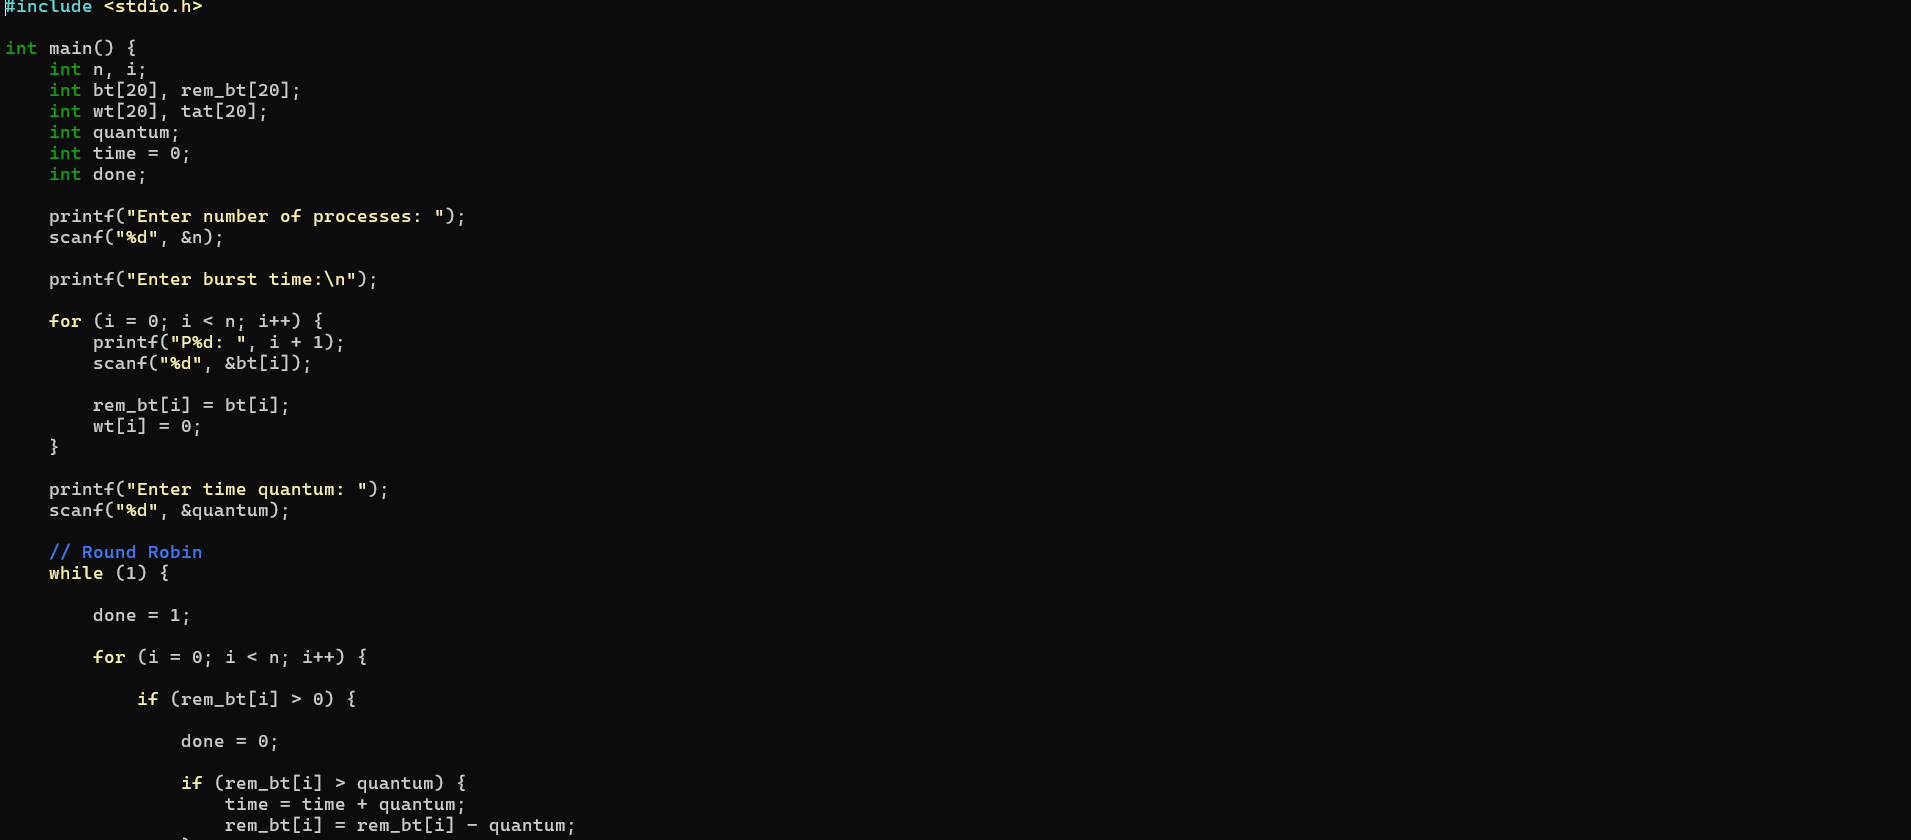 #include <stdio.h>

int main() {
    int n, i;
    int bt[20], rem_bt[20];
    int wt[20], tat[20];
    int quantum;
    int time = 0;
    int done;

    printf("Enter number of processes: ");
    scanf("%d", &n);

    printf("Enter burst time:\n");

    for (i = 0; i < n; i++) {
        printf("P%d: ", i + 1);
        scanf("%d", &bt[i]);

        rem_bt[i] = bt[i];
        wt[i] = 0;
    }

    printf("Enter time quantum: ");
    scanf("%d", &quantum);

    // Round Robin
    while (1) {

        done = 1;

        for (i = 0; i < n; i++) {

            if (rem_bt[i] > 0) {

                done = 0;

                if (rem_bt[i] > quantum) {
                    time = time + quantum;
                    rem_bt[i] = rem_bt[i] - quantum;